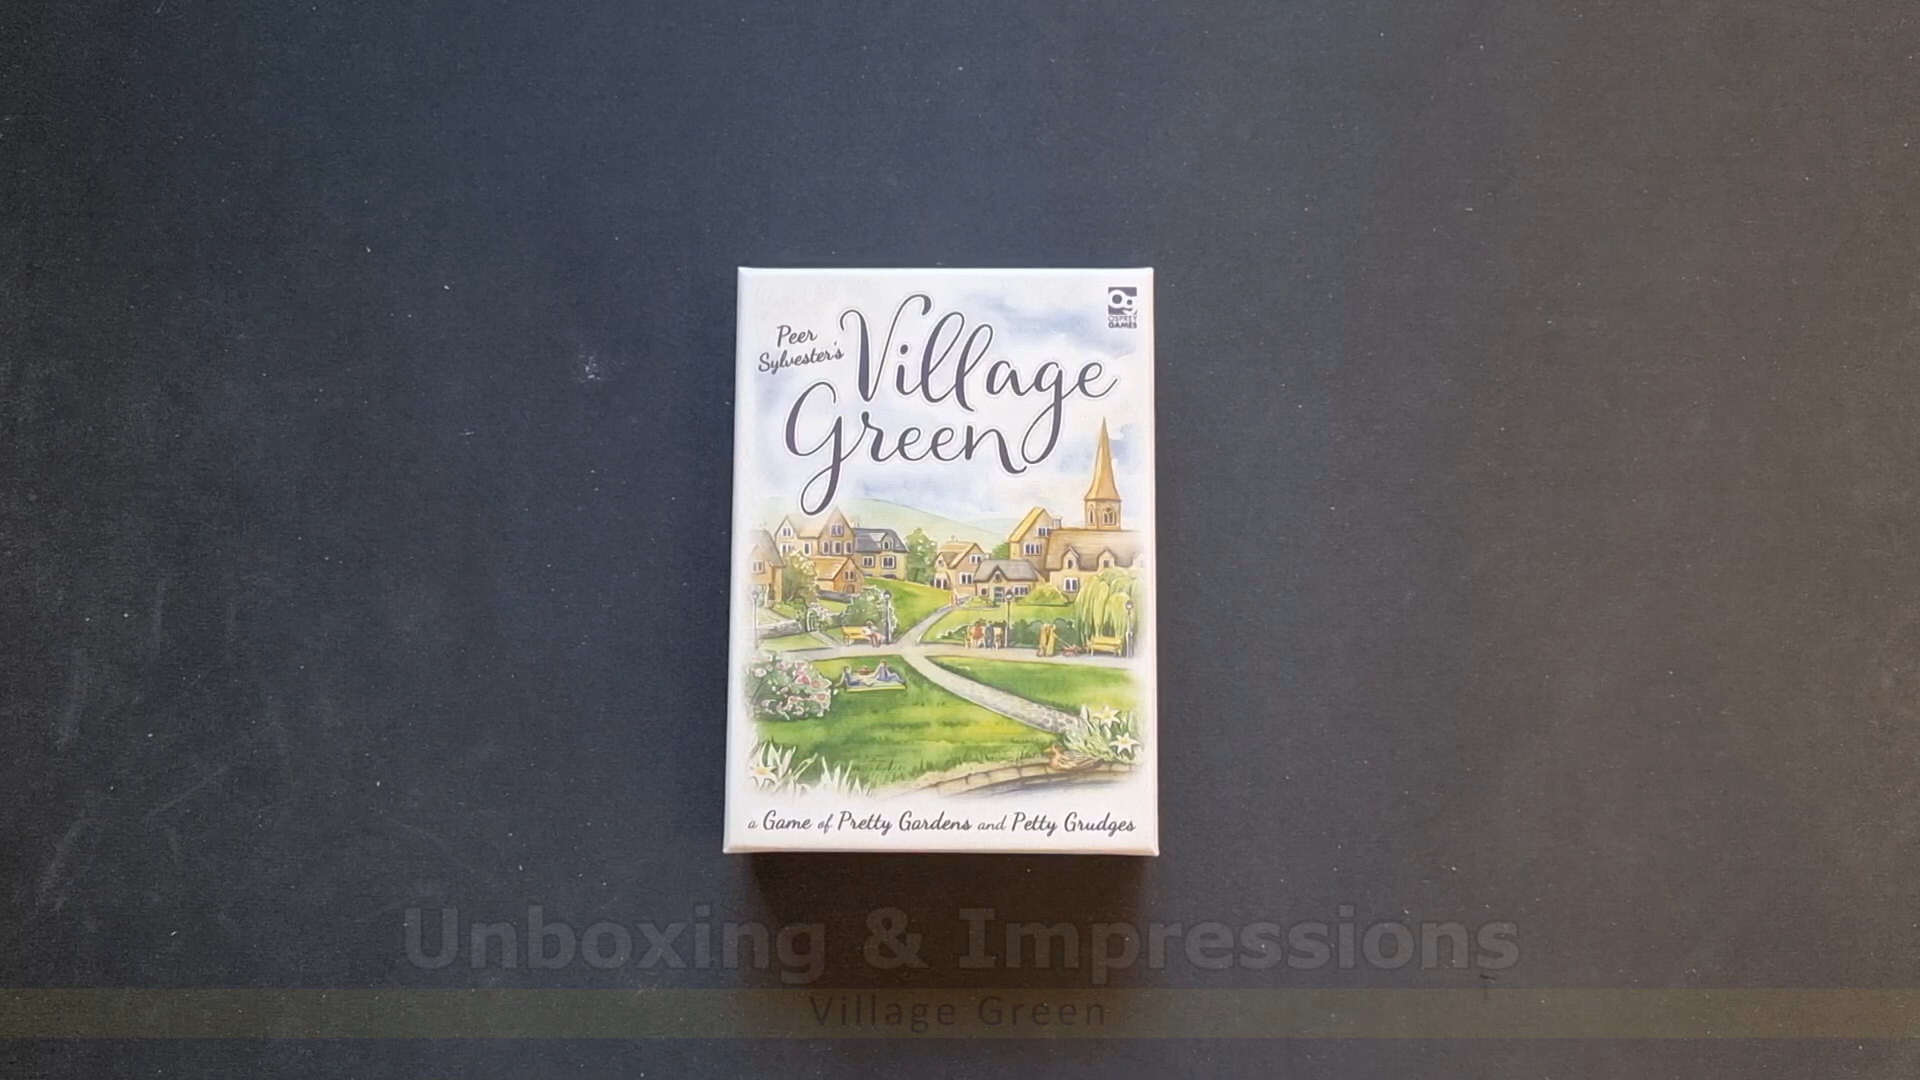 Peer
Sylvester's
Village
Green
OSPREY
GAMES
a Game of Pretty Gardens and Petty Grudges
Unboxing & Impressions
Village Green